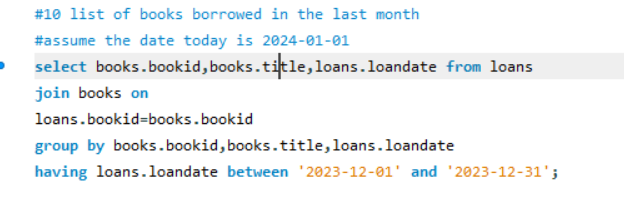 #10 list of books borrowed in the last month
#assume the date today is 2024-01-01
select books.bookid,books.title,loans.loandate from loans
join books on
loans.bookid=books.bookid
group by books.bookid,books.title,loans.loandate
having loans.loandate between '2023-12-01' and '2023-12-31';